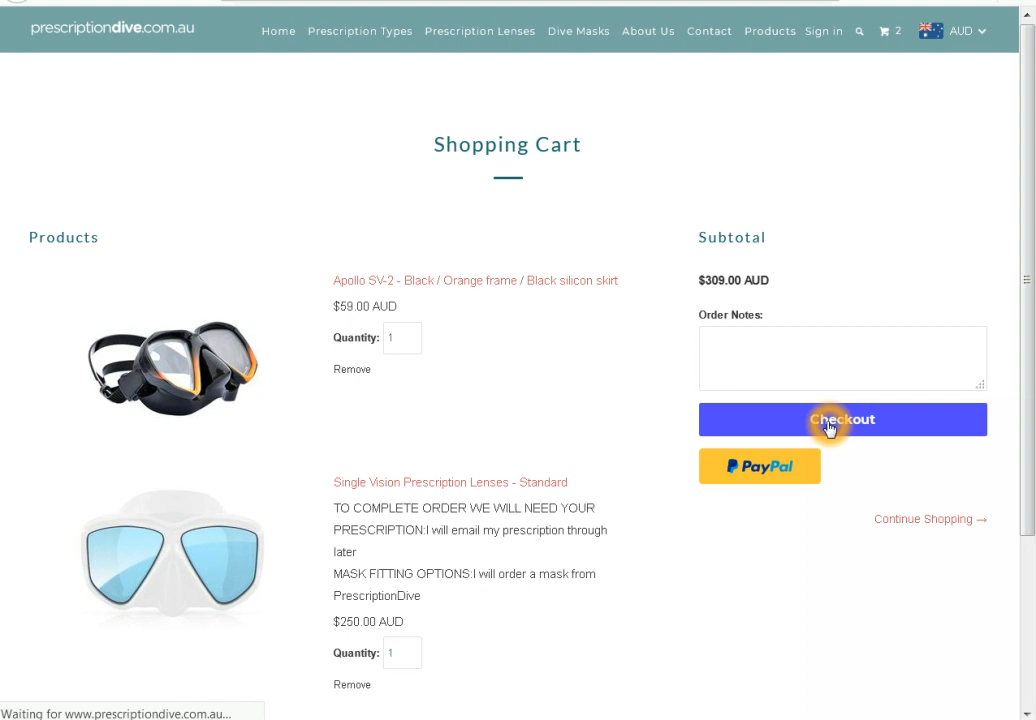 prescriptiondive.com.au
Home Prescription Types Prescription Lenses Dive Masks About Us Contact Products Sign in 2 AUD
Shopping Cart
Products
Subtotal
Apollo SV-2 - Black / Orange frame / Black silicon skirt
$59.00 AUD
Quantity: 1
Remove
$309.00 AUD
Order Notes:
Checkout
PayPal
Continue Shopping →
Single Vision Prescription Lenses - Standard
TO COMPLETE ORDER WE WILL NEED YOUR
PRESCRIPTION:I will email my prescription through
later
MASK FITTING OPTIONS:I will order a mask from
PrescriptionDive
$250.00 AUD
Quantity: 1
Remove
Waiting for www.prescriptiondive.com.au...